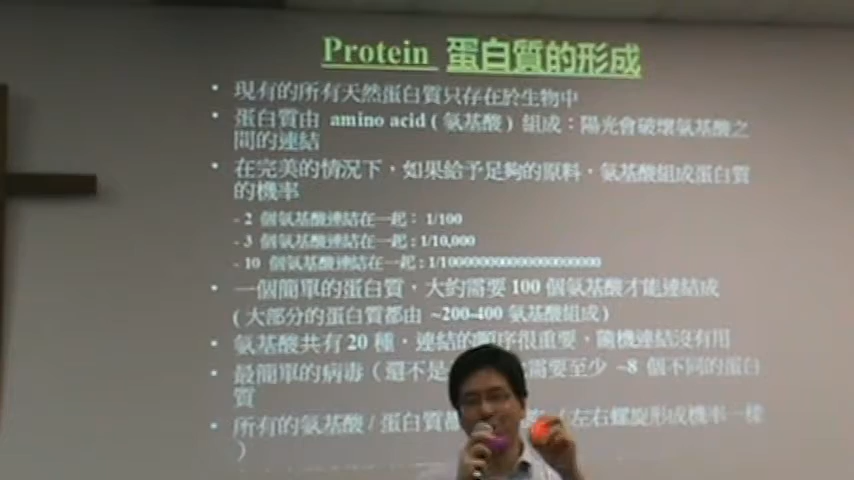 Protein 蛋白質的形成
• 現有的所有天然蛋白質只存在於生物中
• 蛋白質由 amino acid ( 氨基酸 ) 組成：陽光會破壞氨基酸之
間的連結
• 在完美的情況下，如果給予足夠的原料，氨基酸組成蛋白質
的機率
- 2 個氨基酸連結在一起： 1/100
- 3 個氨基酸連結在一起 : 1/10,000
- 10 個氨基酸連結在一起 :
• 一個簡單的蛋白質，大約需要 100 個氨基酸才能連結成
( 大部分的蛋白質都由 ~200-400 氨基酸組成 )
• 氨基酸共有 20 種，連結的順序很重要，隨機連結沒有用
• 最簡單的病毒（還不是 需要至少 ~8 個不同的蛋白
質
• 所有的氨基酸 / 蛋白質都 （左右螺旋形成機率一樣
）